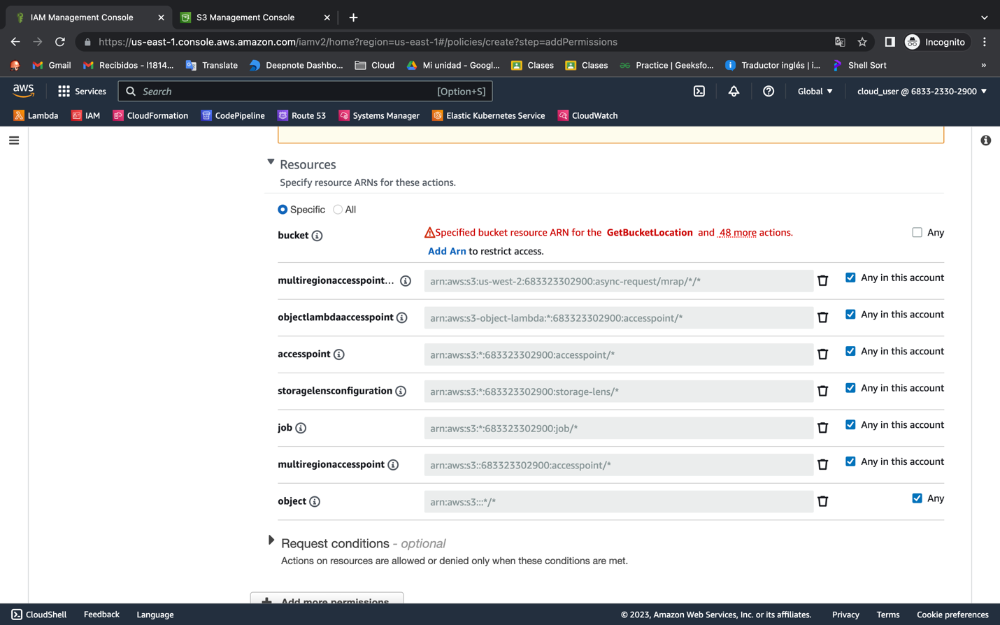 IAM Management Console
S3 Management Console
https://us-east-1.console.aws.amazon.com/iamv2/home?region=us-east-1#/policies/create?step=addPermissions
Incognito
Gmail
Recibidos - l1814...
Translate
Deepnote Dashbo...
Cloud
Mi unidad - Googl...
Clases
Clases
Practice | Geeksfo...
Traductor inglés | i...
Shell Sort
»
aws
Services
Search
[Option+S]
Global
cloud_user @ 6833-2330-2900
Lambda
IAM
CloudFormation
CodePipeline
Route 53
Systems Manager
Elastic Kubernetes Service
CloudWatch
Resources
Specify resource ARNs for these actions.
Specific
All
bucket
Specified bucket resource ARN for the GetBucketLocation and 48 more actions.
Any
Add Arn to restrict access.
multiregionaccesspoint...
arn:aws:s3:us-west-2:683323302900:async-request/mrap/*/*
Any in this account
objectlambdaaccesspoint
arn:aws:s3-object-lambda:*:683323302900:accesspoint/*
Any in this account
accesspoint
arn:aws:s3:*:683323302900:accesspoint/*
Any in this account
storagelensconfiguration
arn:aws:s3:*:683323302900:storage-lens/*
Any in this account
job
arn:aws:s3:*:683323302900:job/*
Any in this account
multiregionaccesspoint
arn:aws:s3::683323302900:accesspoint/*
Any in this account
object
arn:aws:s3:::*/*
Any
Request conditions - optional
Actions on resources are allowed or denied only when these conditions are met.
Add more permissions
CloudShell
Feedback
Language
© 2023, Amazon Web Services, Inc. or its affiliates.
Privacy
Terms
Cookie preferences